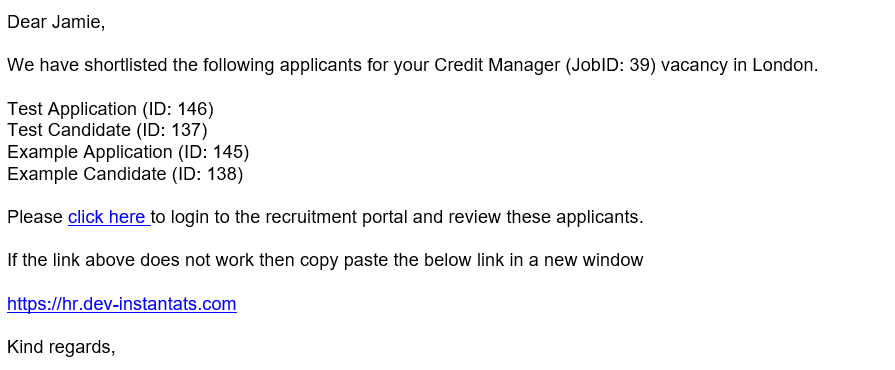 Dear Jamie,
We have shortlisted the following applicants for your Credit Manager (JobID: 39) vacancy in London.
Test Application (ID: 146)
Test Candidate (ID: 137)
Example Application (ID: 145)
Example Candidate (ID: 138)
Please click here to login to the recruitment portal and review these applicants.
If the link above does not work then copy paste the below link in a new window
https://hr.dev-instantats.com
Kind regards,